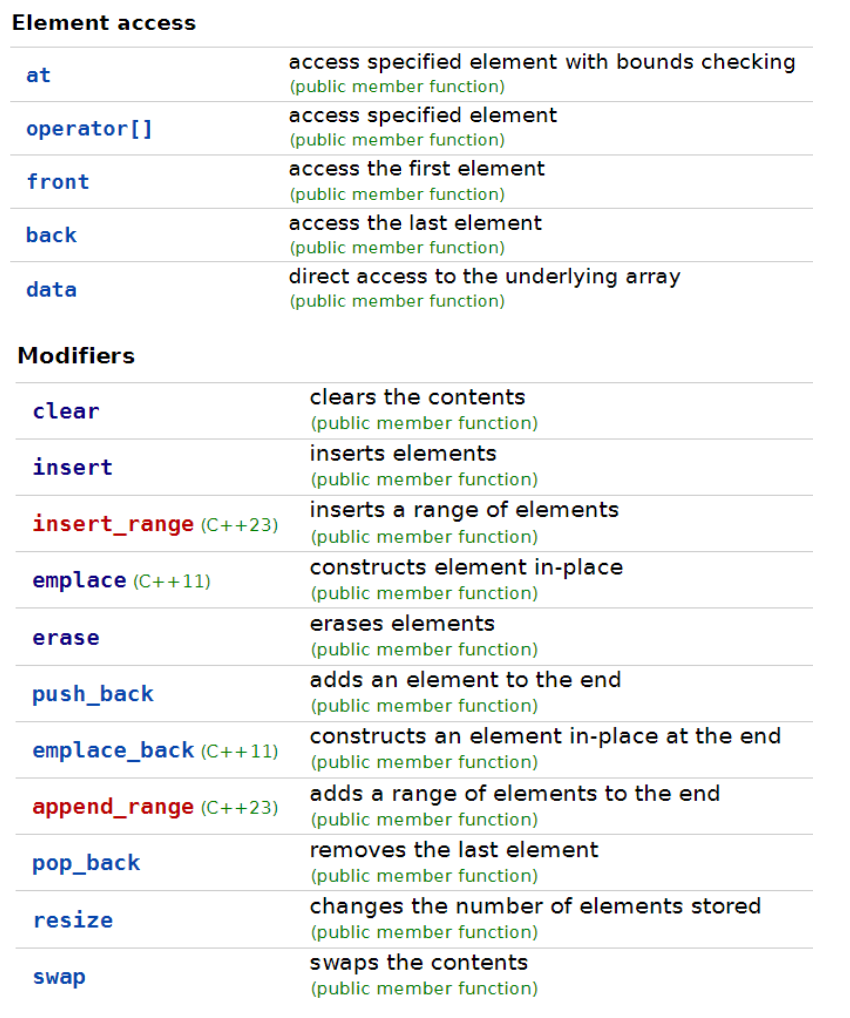 Element access
at
access specified element with bounds checking
(public member function)
operator[]
access specified element
(public member function)
front
access the first element
(public member function)
back
access the last element
(public member function)
data
direct access to the underlying array
(public member function)
Modifiers
clear
clears the contents
(public member function)
insert
inserts elements
(public member function)
insert_range (C++23)
inserts a range of elements
(public member function)
emplace (C++11)
constructs element in-place
(public member function)
erase
erases elements
(public member function)
push_back
adds an element to the end
(public member function)
emplace_back (C++11)
constructs an element in-place at the end
(public member function)
append_range (C++23)
adds a range of elements to the end
(public member function)
pop_back
removes the last element
(public member function)
resize
changes the number of elements stored
(public member function)
swap
swaps the contents
(public member function)